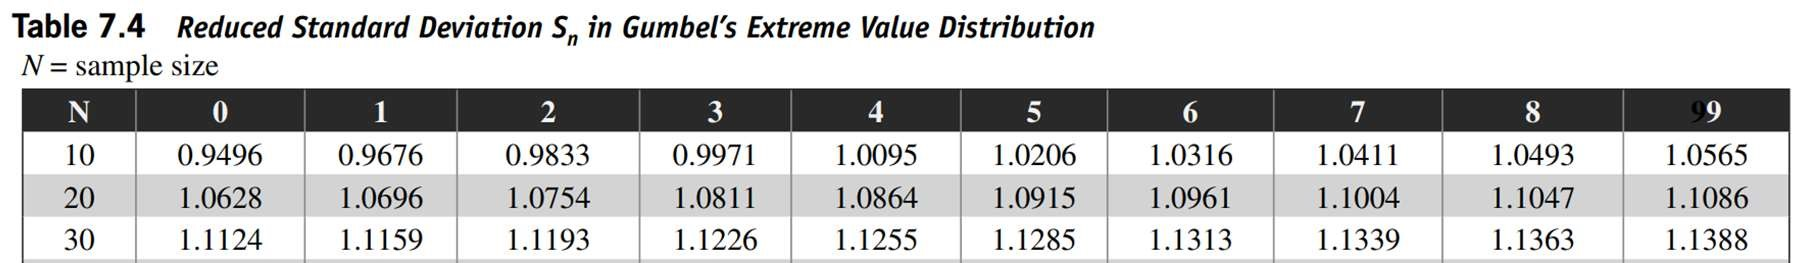 Table 7.4 Reduced Standard Deviation Sn in Gumbel's Extreme Value Distribution
N = sample size
N 0 1 2 3 4 5 6 7 8 99
10 0.9496 0.9676 0.9833 0.9971 1.0095 1.0206 1.0316 1.0411 1.0493 1.0565
20 1.0628 1.0696 1.0754 1.0811 1.0864 1.0915 1.0961 1.1004 1.1047 1.1086
30 1.1124 1.1159 1.1193 1.1226 1.1255 1.1285 1.1313 1.1339 1.1363 1.1388